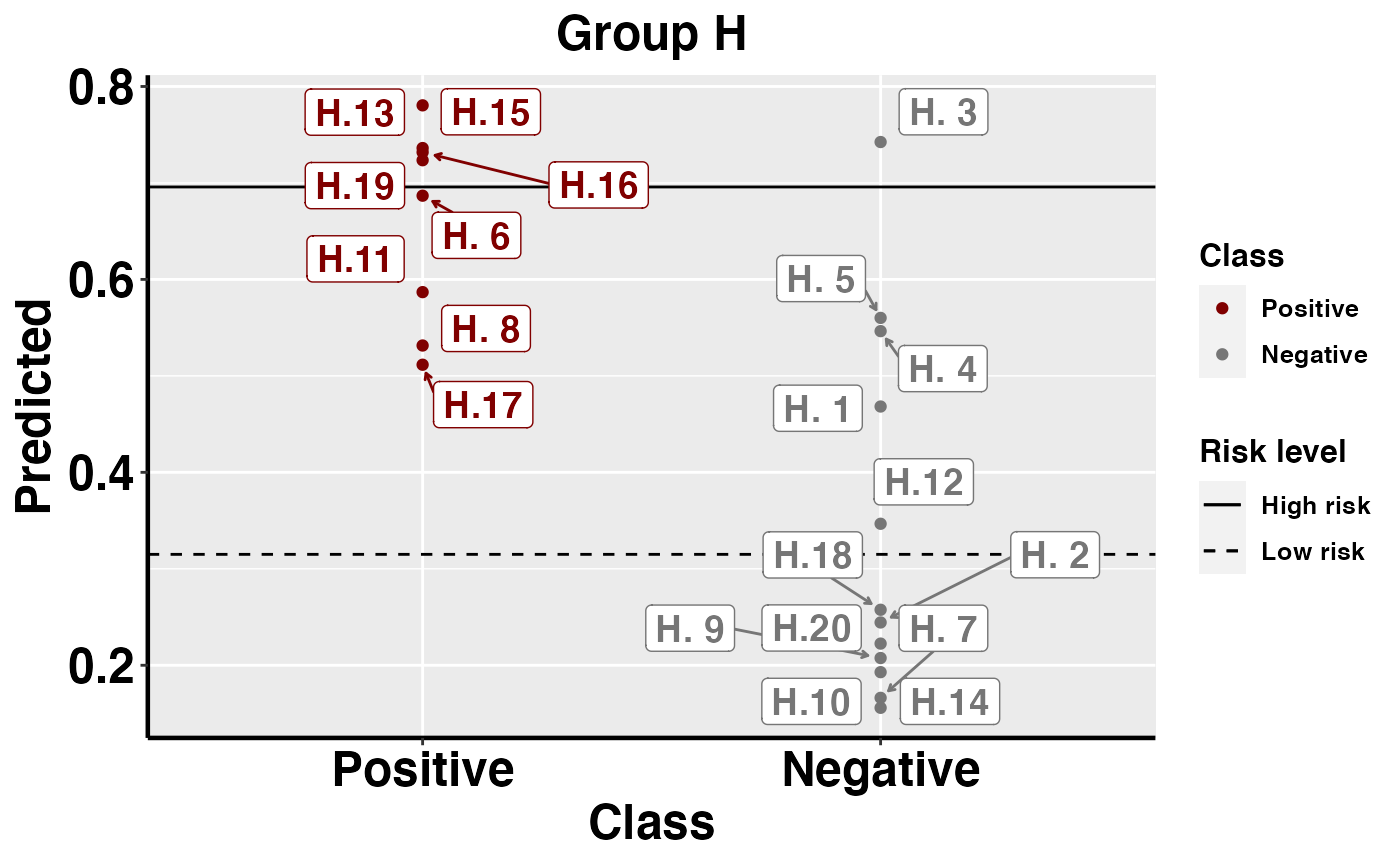 Group H
Predicted
0.8
0.6
0.4
0.2
H.13
H.15
H.19
H.16
H. 6
H.11
H. 8
H.17
H. 3
H. 5
H. 4
H. 1
H.12
H.18
H. 2
H. 9
H.20
H. 7
H.10
H.14
Positive
Negative
Class
Class
Positive
Negative
Risk level
High risk
Low risk